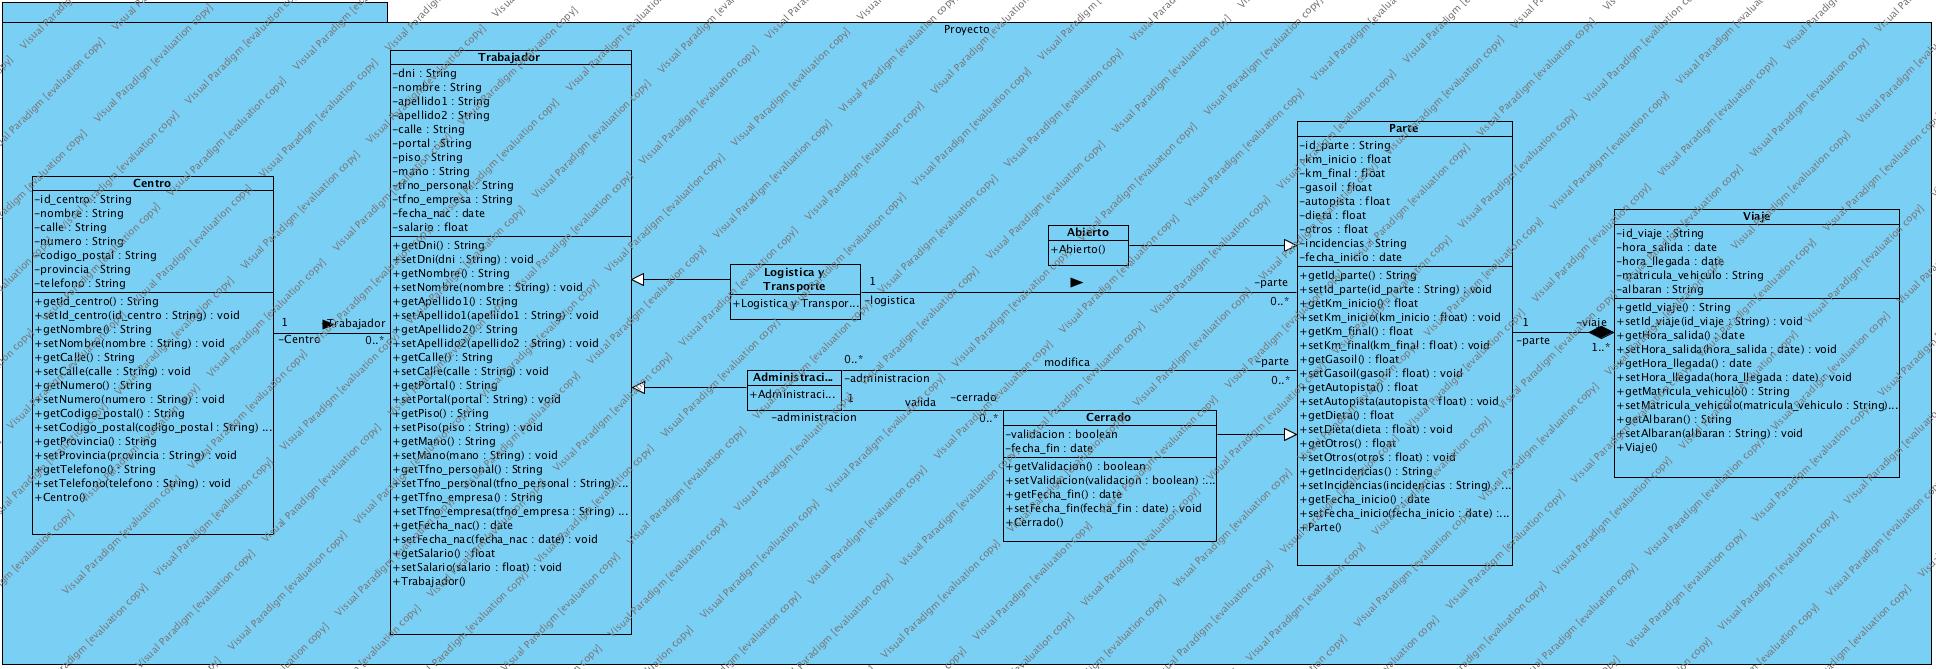 Proyecto
Centro
-id_centro : String
-nombre : String
-calle : String
-numero : String
-codigo_postal : String
-provincia : String
-telefono : String
+getId_centro() : String
+setId_centro(id_centro : String) : void
+getNombre() : String
+setNombre(nombre : String) : void
+getCalle() : String
+setCalle(calle : String) : void
+getNumero() : String
+setNumero(numero : String) : void
+getCodigo_postal() : String
+setCodigo_postal(codigo_postal : String) ...
+getProvincia() : String
+setProvincia(provincia : String) : void
+getTelefono() : String
+setTelefono(telefono : String) : void
+Centro()
1
-Centro
-Trabajador
0..*
Trabajador
-dni : String
-nombre : String
-apellido1 : String
-apellido2 : String
-calle : String
-portal : String
-piso : String
-mano : String
-tfno_personal : String
-tfno_empresa : String
-fecha_nac : date
-salario : float
+getDni() : String
+setDni(dni : String) : void
+getNombre() : String
+setNombre(nombre : String) : void
+getApellido1() : String
+setApellido1(apellido1 : String) : void
+getApellido2() : String
+setApellido2(apellido2 : String) : void
+getCalle() : String
+setCalle(calle : String) : void
+getPortal() : String
+setPortal(portal : String) : void
+getPiso() : String
+setPiso(piso : String) : void
+getMano() : String
+setMano(mano : String) : void
+getTfno_personal() : String
+setTfno_personal(tfno_personal : String) ...
+getTfno_empresa() : String
+setTfno_empresa(tfno_empresa : String) ...
+getFecha_nac() : date
+setFecha_nac(fecha_nac : date) : void
+getSalario() : float
+setSalario(salario : float) : void
+Trabajador()
Logistica y
Transporte
+Logistica y Transpor...
1
-logistica
-parte
0..*
Administraci...
+Administraci...
0..*
-administracion
modifica
-parte
0..*
1
-administracion
valida
-cerrado
0..*
Abierto
+Abierto()
Cerrado
-validacion : boolean
-fecha_fin : date
+getValidacion() : boolean
+setValidacion(validacion : boolean) :...
+getFecha_fin() : date
+setFecha_fin(fecha_fin : date) : void
+Cerrado()
Parte
-id_parte : String
-km_inicio : float
-km_final : float
-gasoil : float
-autopista : float
-dieta : float
-otros : float
-incidencias : String
-fecha_inicio : date
+getId_parte() : String
+setId_parte(id_parte : String) : void
+getKm_inicio() : float
+setKm_inicio(km_inicio : float) : void
+getKm_final() : float
+setKm_final(km_final : float) : void
+getGasoil() : float
+setGasoil(gasoil : float) : void
+getAutopista() : float
+setAutopista(autopista : float) : void
+getDieta() : float
+setDieta(dieta : float) : void
+getOtros() : float
+setOtros(otros : float) : void
+getIncidencias() : String
+setIncidencias(incidencias : String) ...
+getFecha_inicio() : date
+setFecha_inicio(fecha_inicio : date) :...
+Parte()
1
-parte
-viaje
1..*
Viaje
-id_viaje : String
-hora_salida : date
-hora_llegada : date
-matricula_vehiculo : String
-albaran : String
+getId_viaje() : String
+setId_viaje(id_viaje : String) : void
+getHora_salida() : date
+setHora_salida(hora_salida : date) : void
+getHora_llegada() : date
+setHora_llegada(hora_llegada : date) : void
+getMatricula_vehiculo() : String
+setMatricula_vehiculo(matricula_vehiculo : String)...
+getAlbaran() : String
+setAlbaran(albaran : String) : void
+Viaje()
Visual Paradigm [evaluation copy]